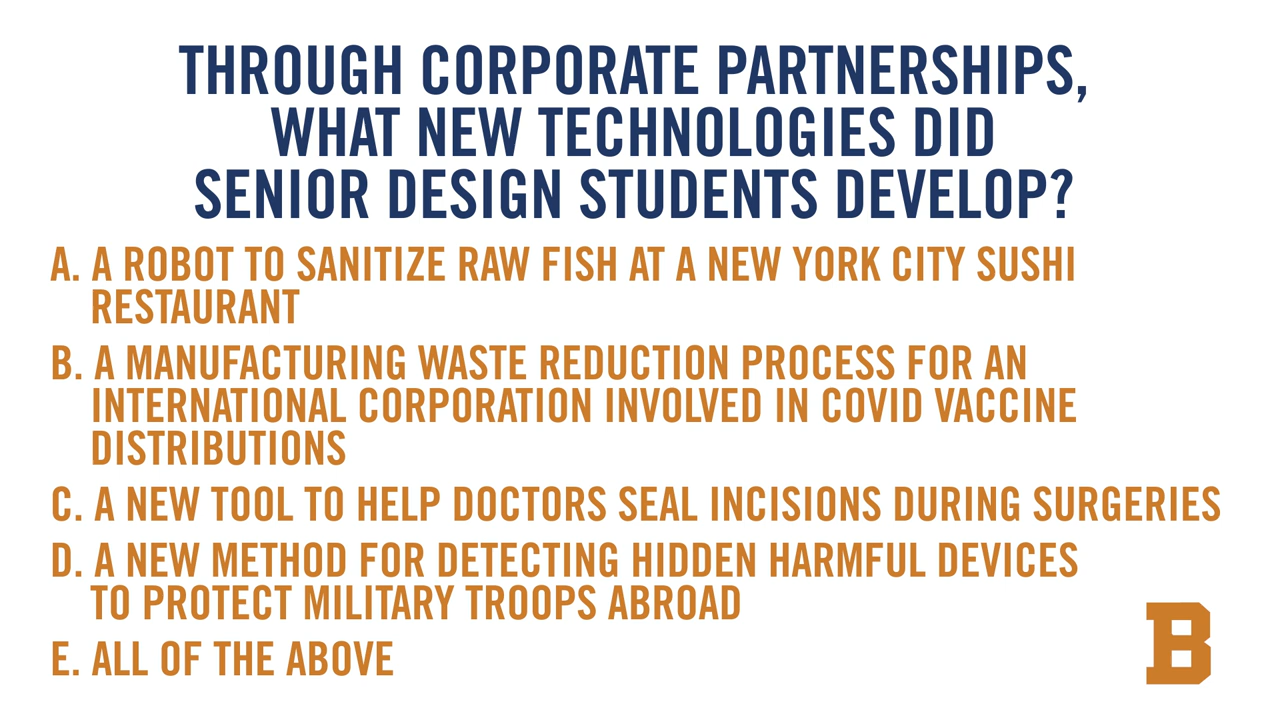 THROUGH CORPORATE PARTNERSHIPS,
WHAT NEW TECHNOLOGIES DID
SENIOR DESIGN STUDENTS DEVELOP?
A. A ROBOT TO SANITIZE RAW FISH AT A NEW YORK CITY SUSHI
RESTAURANT
B. A MANUFACTURING WASTE REDUCTION PROCESS FOR AN
INTERNATIONAL CORPORATION INVOLVED IN COVID VACCINE
DISTRIBUTIONS
C. A NEW TOOL TO HELP DOCTORS SEAL INCISIONS DURING SURGERIES
D. A NEW METHOD FOR DETECTING HIDDEN HARMFUL DEVICES
TO PROTECT MILITARY TROOPS ABROAD
E. ALL OF THE ABOVE
B